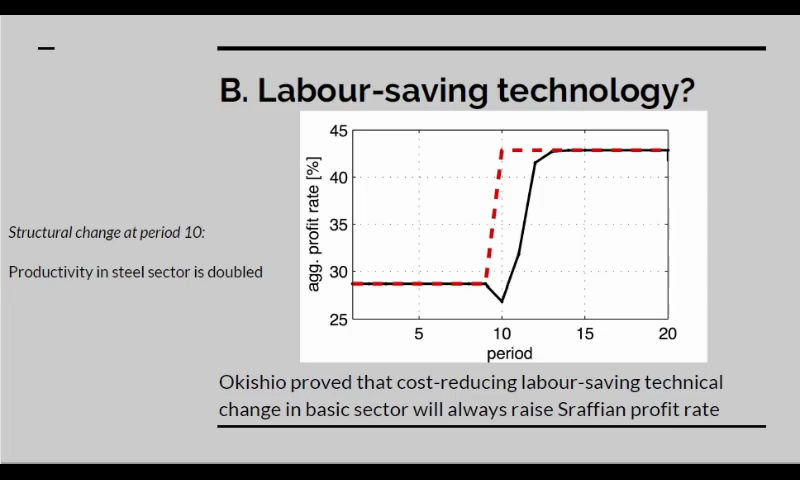 B. Labour-saving technology?
Structural change at period 10:
Productivity in steel sector is doubled
45
40
35
30
25
agg. profit rate [%]
5 10 15 20
period
Okishio proved that cost-reducing labour-saving technical
change in basic sector will always raise Sraffian profit rate